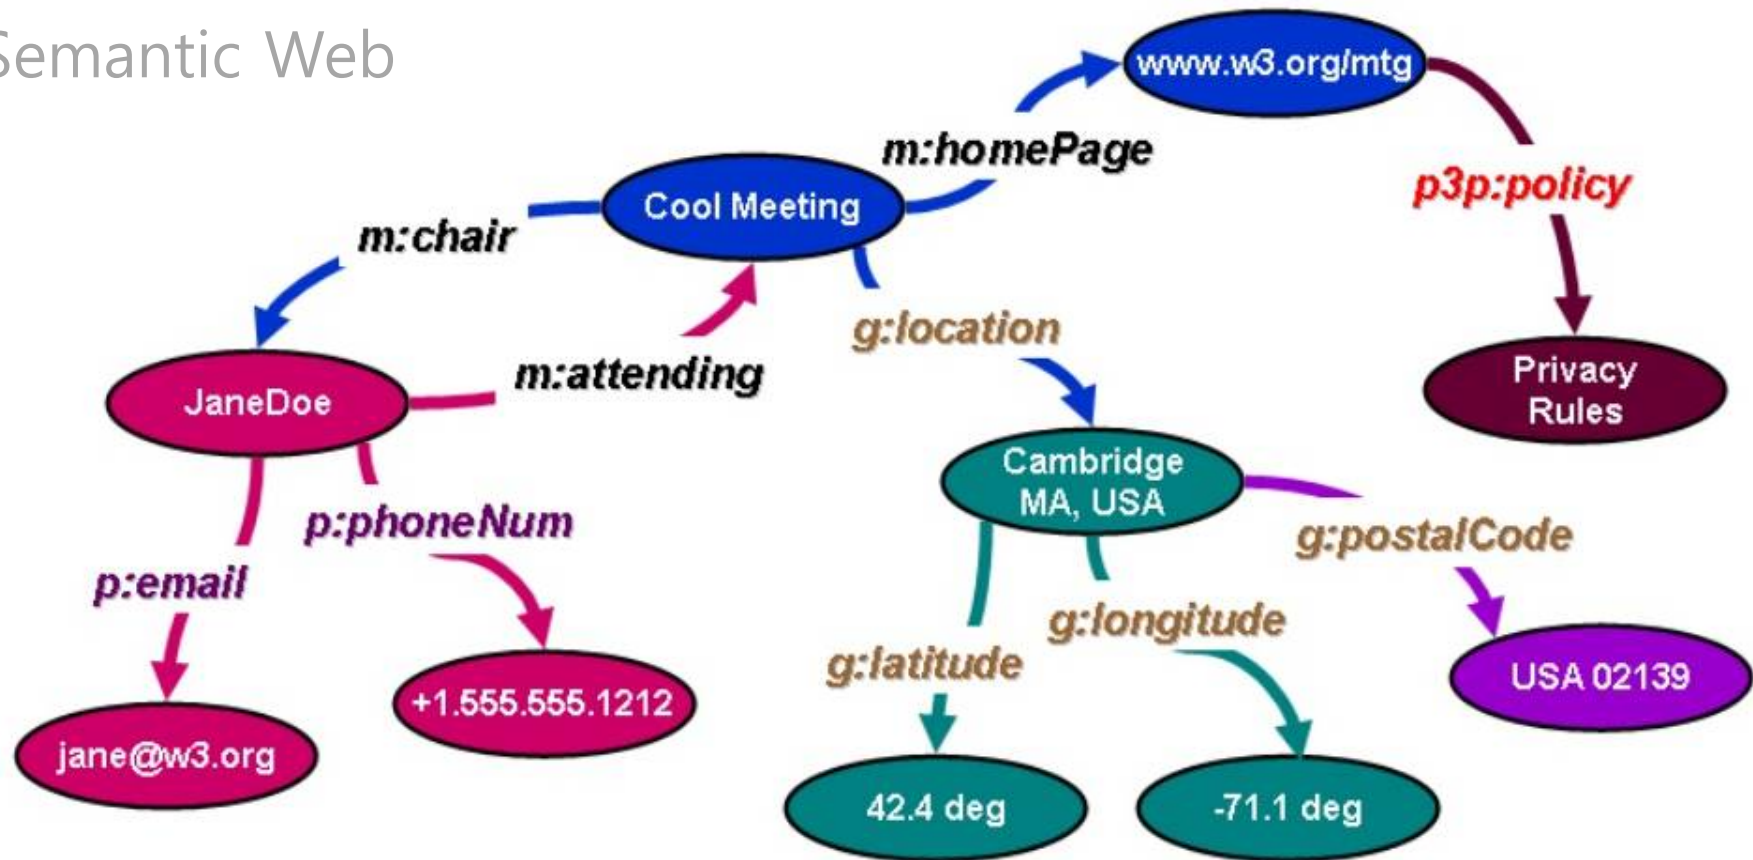 Semantic Web
www.w3.org/mtg
m:homePage
p3p:policy
Cool Meeting
m:chair
g:location
m:attending
Privacy
Rules
JaneDoe
Cambridge
MA, USA
p:phoneNum
g:postalCode
p:email
g:longitude
g:latitude
USA 02139
+1.555.555.1212
jane@w3.org
42.4 deg
-71.1 deg